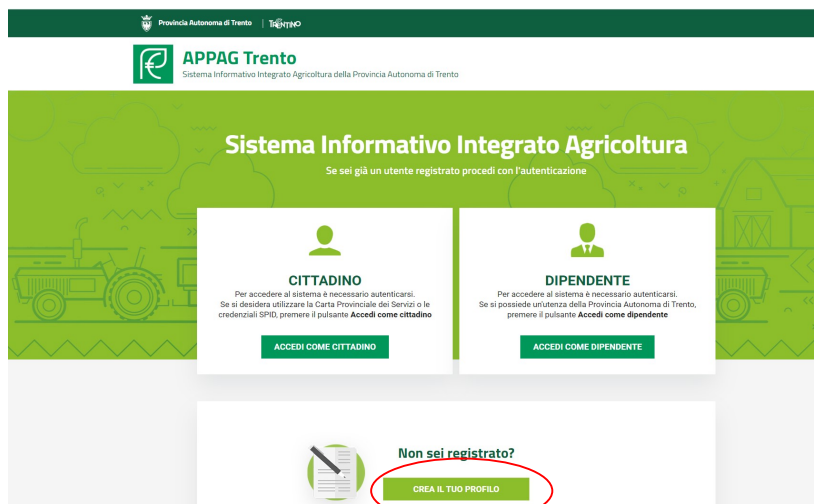 Provincia Autonoma di Trento | TRENTINO
APPAG Trento
Sistema Informativo Integrato Agricoltura della Provincia Autonoma di Trento
Sistema Informativo Integrato Agricoltura
Se sei già un utente registrato procedi con l'autenticazione
CITTADINO
Per accedere al sistema è necessario autenticarsi.
Se si desidera utilizzare la Carta Provinciale dei Servizi o le
credenziali SPID, premere il pulsante Accedi come cittadino
ACCEDI COME CITTADINO
DIPENDENTE
Per accedere al sistema è necessario autenticarsi.
Se si possiede un'utenza della Provincia Autonoma di Trento,
premere il pulsante Accedi come dipendente
ACCEDI COME DIPENDENTE
Non sei registrato?
CREA IL TUO PROFILO